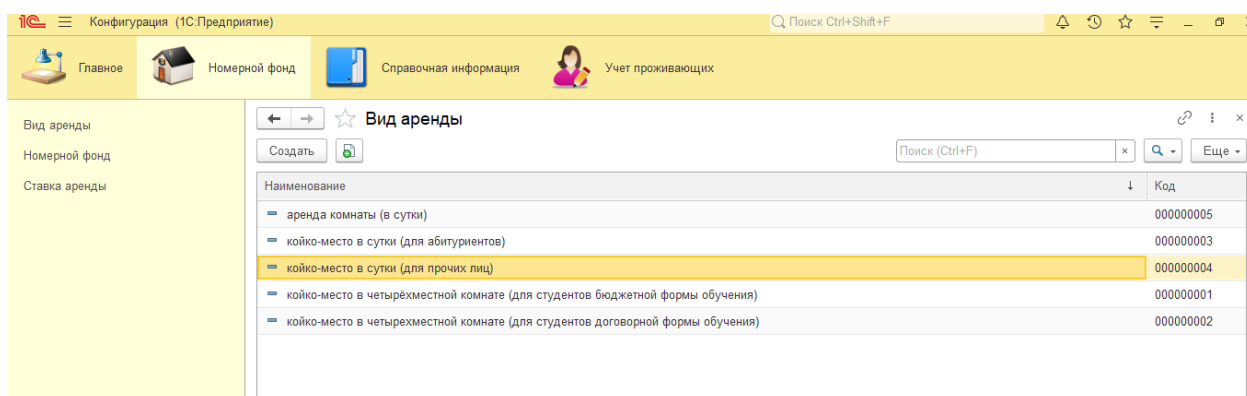 1С Конфигурация (1С:Предприятие) Поиск Ctrl+Shift+F
Главное Номерной фонд Справочная информация Учет проживающих
Вид аренды
Номерной фонд
Ставка аренды
Вид аренды
Создать Поиск (Ctrl+F) Еще
Наименование Код
аренда комнаты (в сутки) 000000005
койко-место в сутки (для абитуриентов) 000000003
койко-место в сутки (для прочих лиц) 000000004
койко-место в четырёхместной комнате (для студентов бюджетной формы обучения) 000000001
койко-место в четырехместной комнате (для студентов договорной формы обучения) 000000002